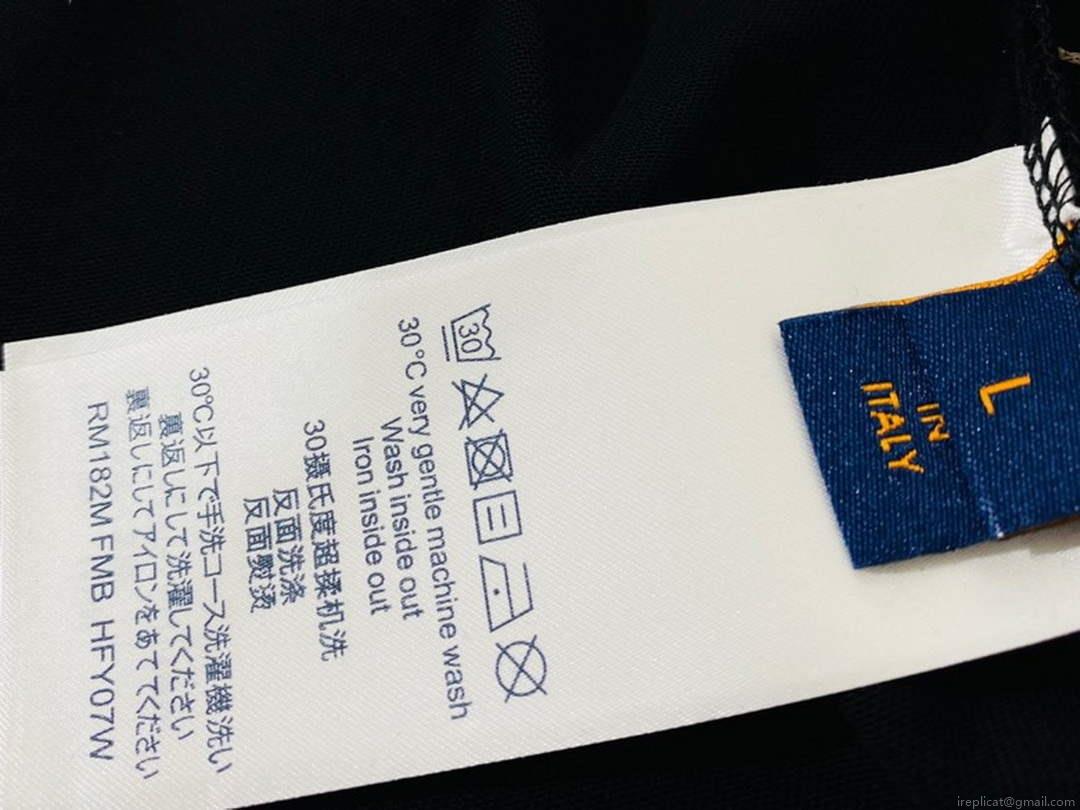 30
30°C very gentle machine wash
Wash inside out
Iron inside out
30摄氏度超揉机洗
反面洗涤
反面熨烫
30℃以下で手洗コース洗濯機洗い
裏返しにして洗濯してください
裏返しにしてアイロンをあててください
RM182M FMB HFY07W
L
IN
ITALY
ireplicat@gmail.com